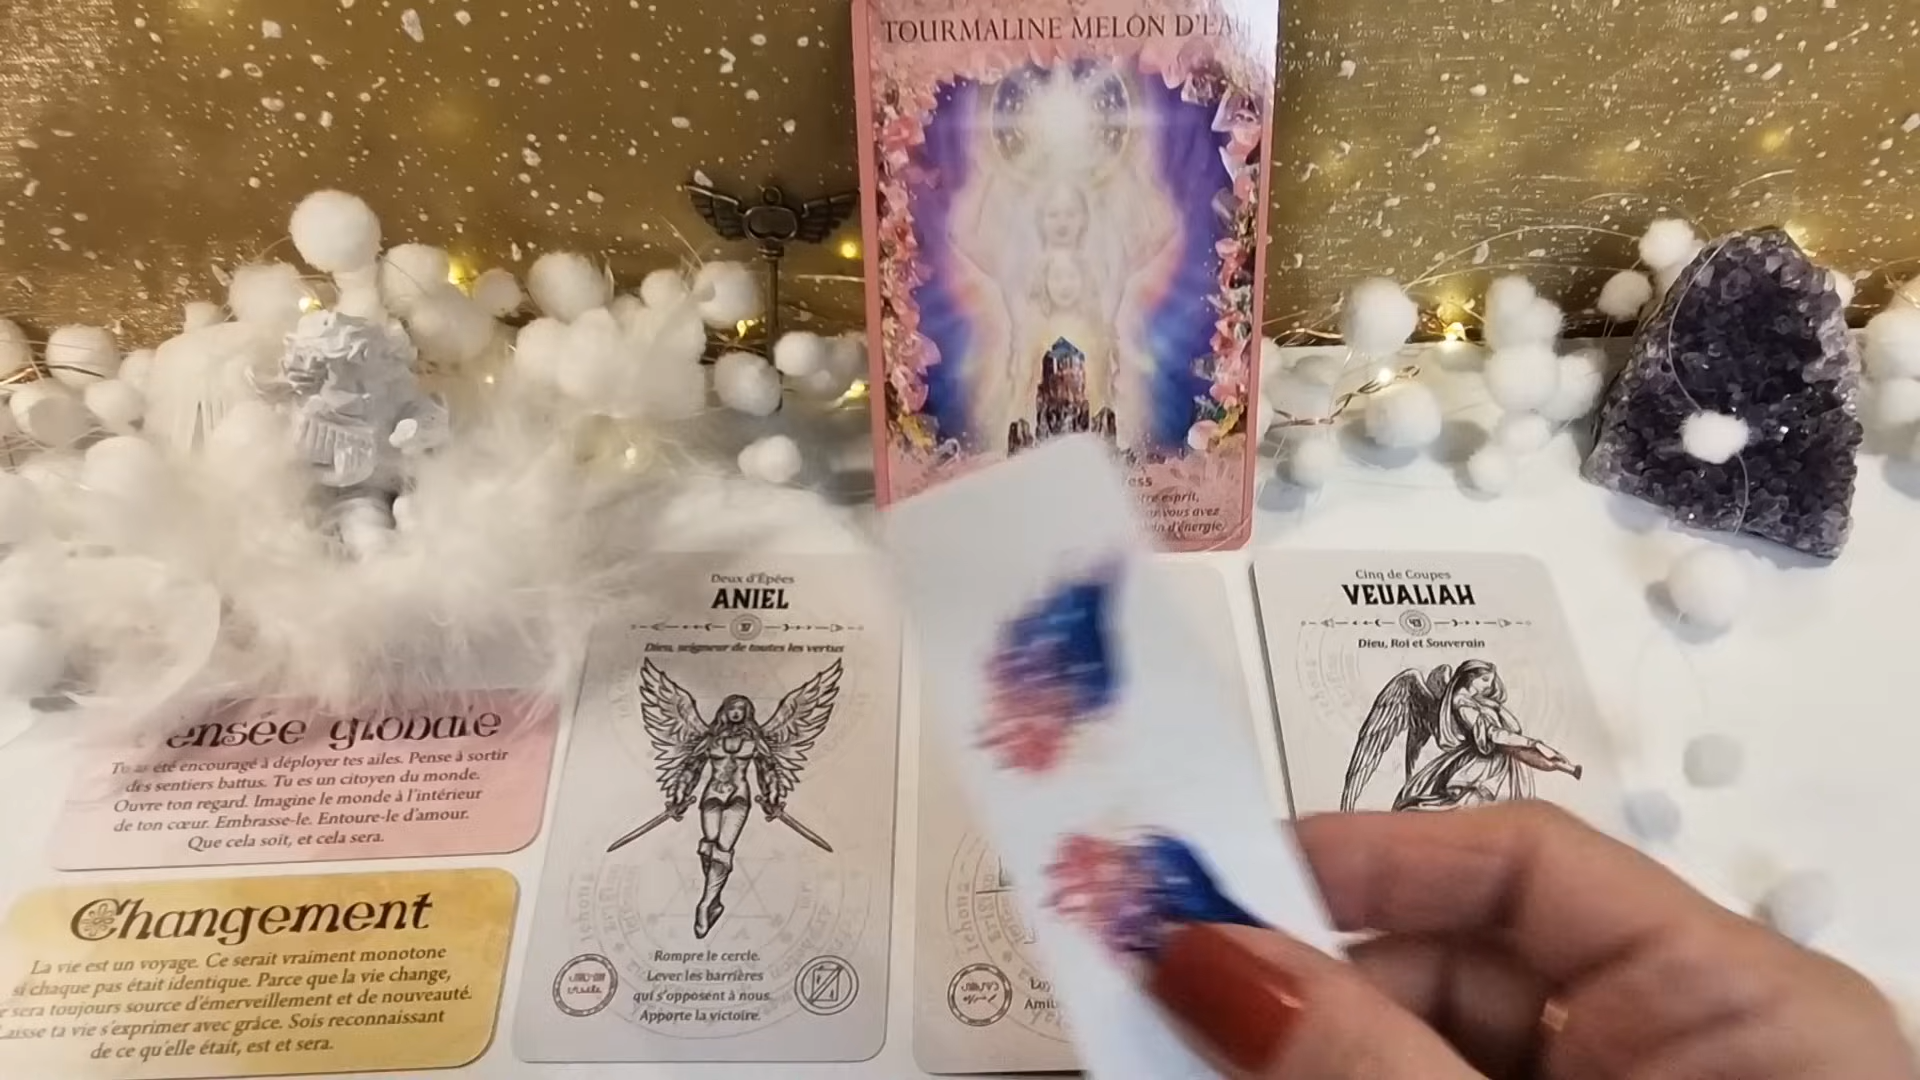 TOURMALINE MELON D'EAU
otre esprit,
vous avez
d'énergie
Deux d'Épées
ANIEL
37
Dieu, seigneur de toutes les vertus
Rompre le cercle.
Lever les barrières
qui s'opposent à nous.
Apporte la victoire.
Cinq de Coupes
VEUALIAH
43
Dieu, Roi et Souverain
ensée globale
Tu as été encouragé à déployer tes ailes. Pense à sortir
des sentiers battus. Tu es un citoyen du monde.
Ouvre ton regard. Imagine le monde à l'intérieur
de ton cœur. Embrasse-le. Entoure-le d'amour.
Que cela soit, et cela sera.
Changement
La vie est un voyage. Ce serait vraiment monotone
si chaque pas était identique. Parce que la vie change,
sera toujours source d'émerveillement et de nouveauté.
Laisse ta vie s'exprimer avec grâce. Sois reconnaissant
de ce qu'elle était, est et sera.